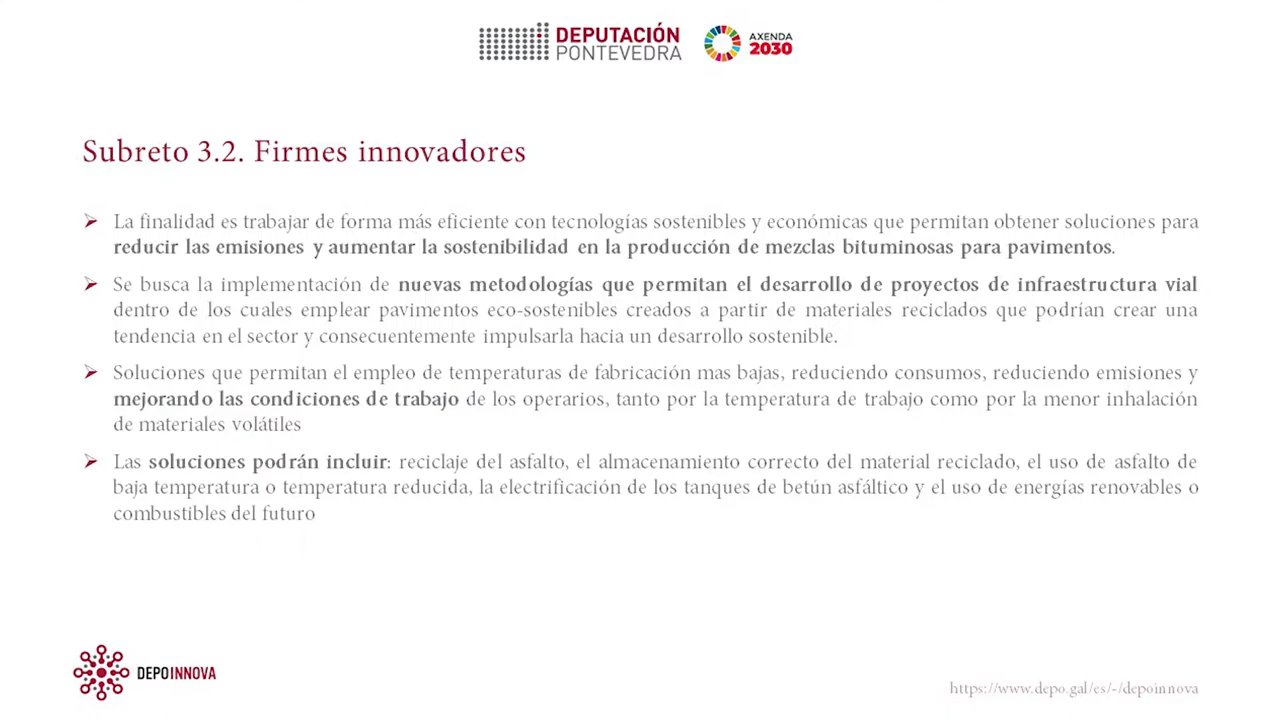 DEPUTACIÓN
PONTEVEDRA
AXENDA
2030
Subreto 3.2. Firmes innovadores
➢ La finalidad es trabajar de forma más eficiente con tecnologías sostenibles y económicas que permitan obtener soluciones para
reducir las emisiones y aumentar la sostenibilidad en la producción de mezclas bituminosas para pavimentos.
➢ Se busca la implementación de nuevas metodologías que permitan el desarrollo de proyectos de infraestructura vial
dentro de los cuales emplear pavimentos eco-sostenibles creados a partir de materiales reciclados que podrían crear una
tendencia en el sector y consecuentemente impulsarla hacia un desarrollo sostenible.
➢ Soluciones que permitan el empleo de temperaturas de fabricación mas bajas, reduciendo consumos, reduciendo emisiones y
mejorando las condiciones de trabajo de los operarios, tanto por la temperatura de trabajo como por la menor inhalación
de materiales volátiles
➢ Las soluciones podrán incluir: reciclaje del asfalto, el almacenamiento correcto del material reciclado, el uso de asfalto de
baja temperatura o temperatura reducida, la electrificación de los tanques de betún asfáltico y el uso de energías renovables o
combustibles del futuro
DEPOINNOVA
https://www.depo.gal/es/-/depoinnova